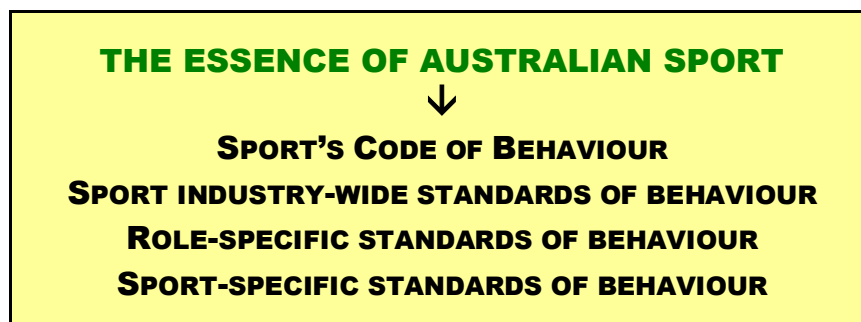 THE ESSENCE OF AUSTRALIAN SPORT
↓
SPORT’S CODE OF BEHAVIOUR
SPORT INDUSTRY-WIDE STANDARDS OF BEHAVIOUR
ROLE-SPECIFIC STANDARDS OF BEHAVIOUR
SPORT-SPECIFIC STANDARDS OF BEHAVIOUR